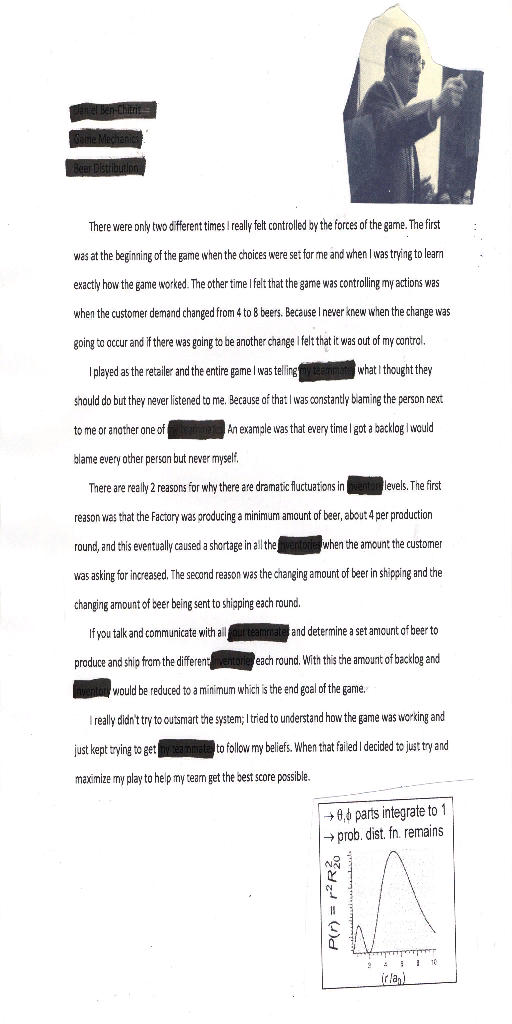 Game Mechanics
Beer Distribution
There were only two different times I really felt controlled by the forces of the game. The first
was at the beginning of the game when the choices were set for me and when I was trying to learn
exactly how the game worked. The other time I felt that the game was controlling my actions was
when the customer demand changed from 4 to 8 beers. Because I never knew when the change was
going to occur and if there was going to be another change I felt that it was out of my control.
I played as the retailer and the entire game I was telling my teammates what I thought they
should do but they never listened to me. Because of that I was constantly blaming the person next
to me or another one of my teammates An example was that every time I got a backlog I would
blame every other person but never myself.
There are really 2 reasons for why there are dramatic fluctuations in inventory levels. The first
reason was that the Factory was producing a minimum amount of beer, about 4 per production
round, and this eventually caused a shortage in all the inventories when the amount the customer
was asking for increased. The second reason was the changing amount of beer in shipping and the
changing amount of beer being sent to shipping each round.
If you talk and communicate with all your teammates and determine a set amount of beer to
produce and ship from the different inventories each round. With this the amount of backlog and
inventory would be reduced to a minimum which is the end goal of the game.
I really didn't try to outsmart the system; I tried to understand how the game was working and
just kept trying to get my teammates to follow my beliefs. When that failed I decided to just try and
maximize my play to help my team get the best score possible.
→ θ,ϕ parts integrate to 1
→ prob. dist. fn. remains
P(r) = r²R²₂₀
2 4 6 8 10
(r/a₀)